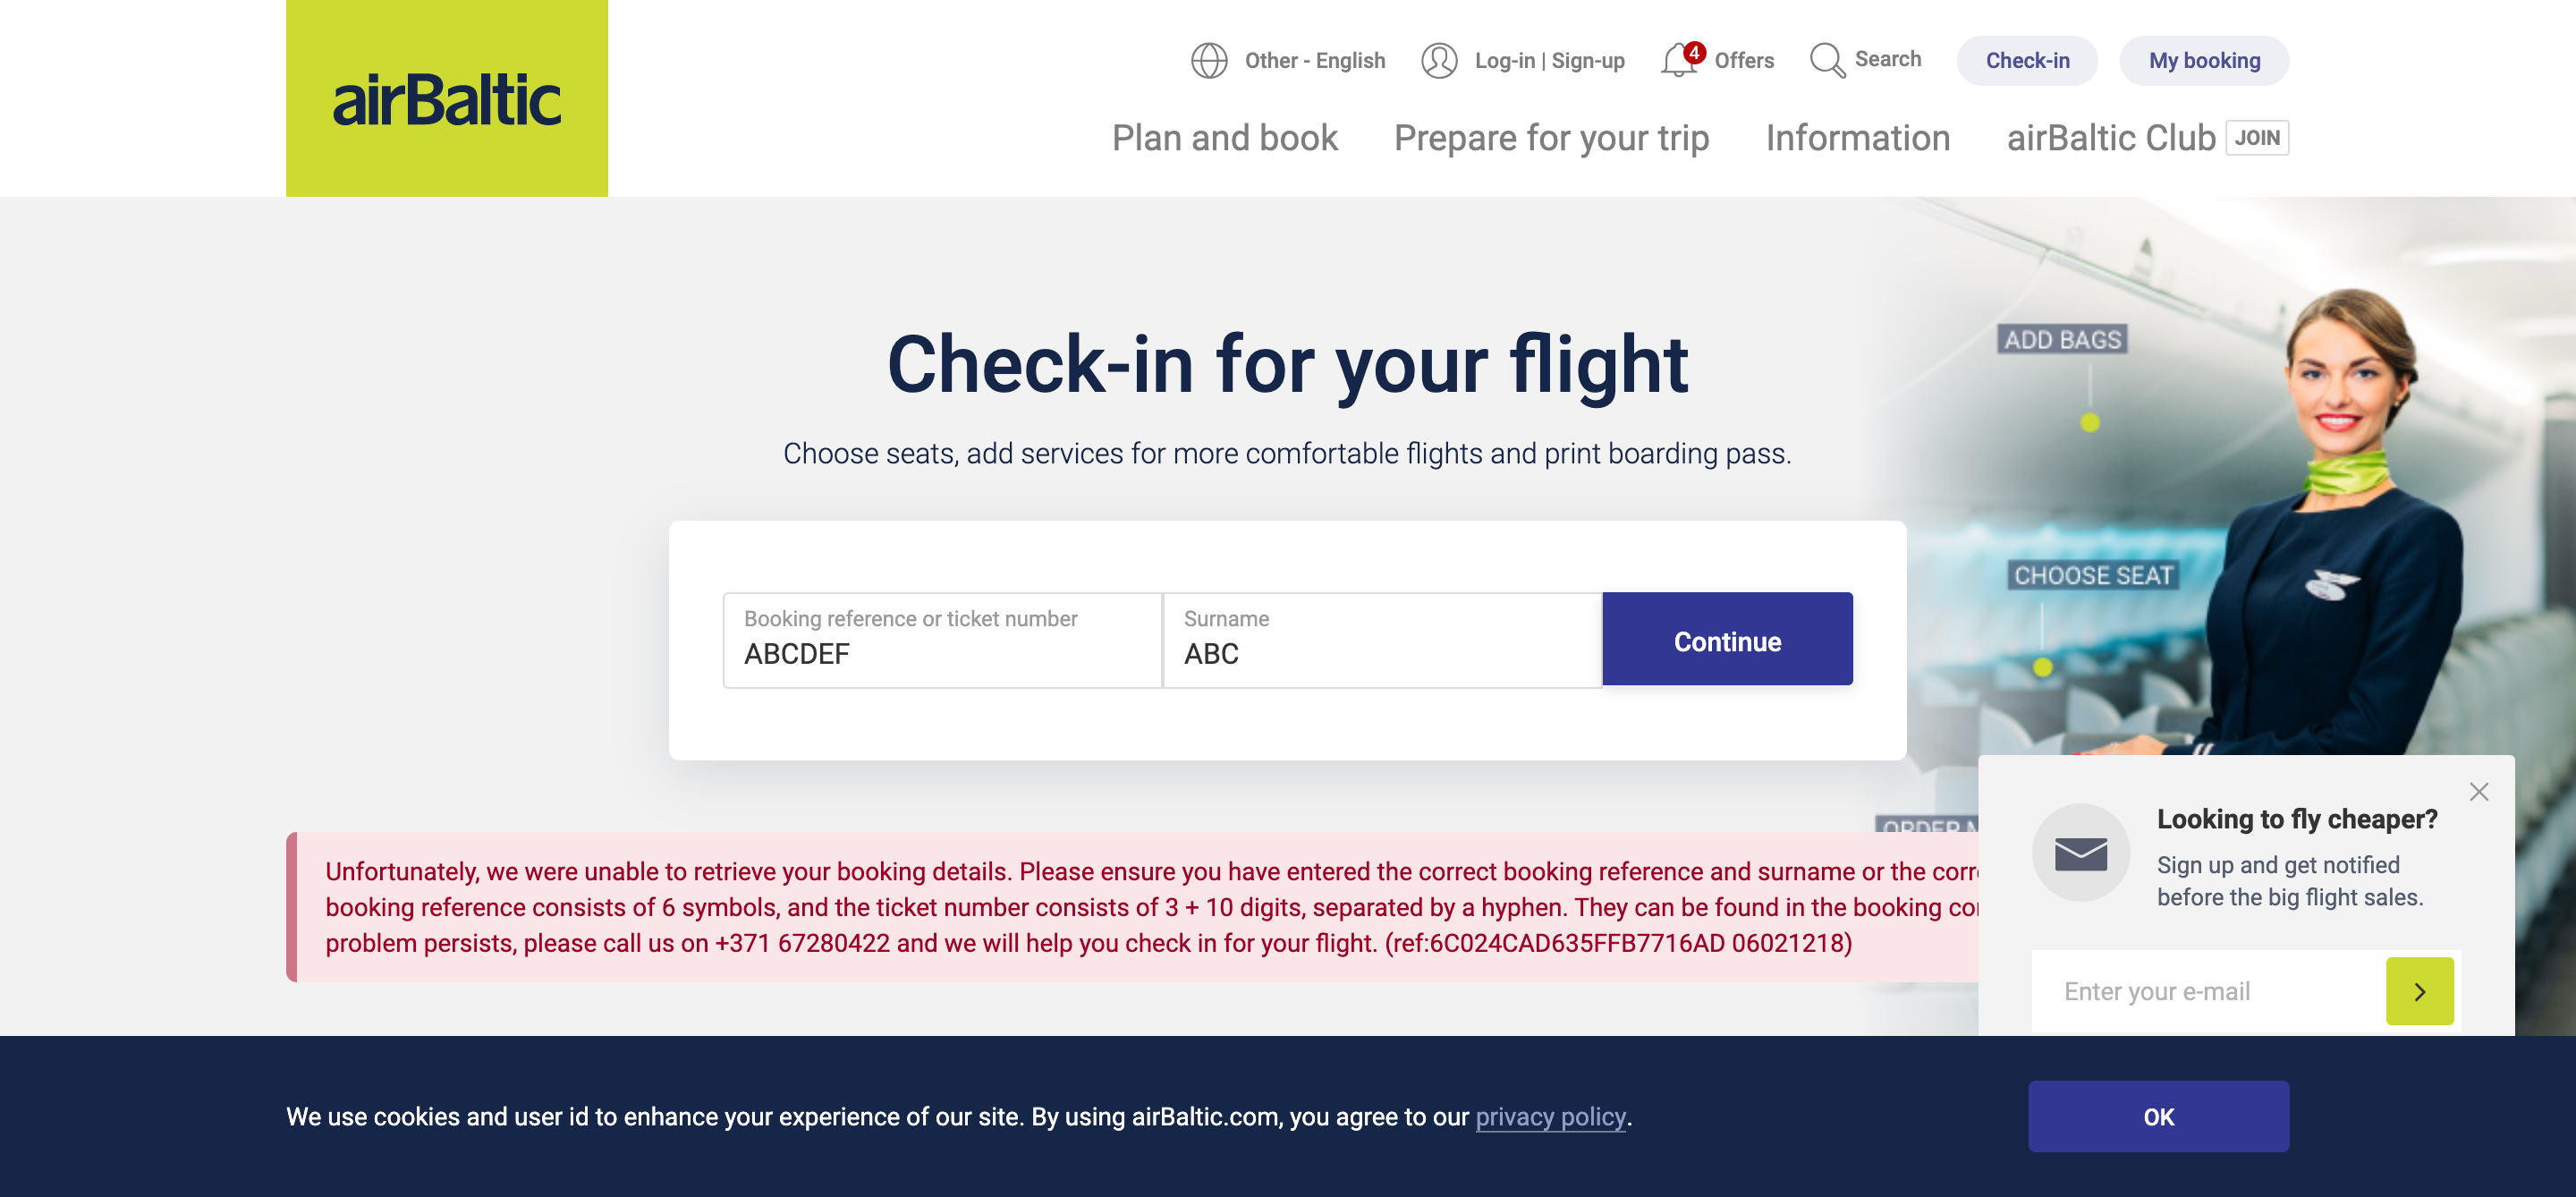 airBaltic
Other - English
Log-in | Sign-up
4
Offers
Search
Check-in
My booking
Plan and book
Prepare for your trip
Information
airBaltic Club
JOIN
Check-in for your flight
Choose seats, add services for more comfortable flights and print boarding pass.
ADD BAGS
CHOOSE SEAT
Booking reference or ticket number
ABCDEF
Surname
ABC
Continue
ORDER
Unfortunately, we were unable to retrieve your booking details. Please ensure you have entered the correct booking reference and surname or the
booking reference consists of 6 symbols, and the ticket number consists of 3 + 10 digits, separated by a hyphen. They can be found in the booking
problem persists, please call us on +371 67280422 and we will help you check in for your flight. (ref:6C024CAD635FFB7716AD 06021218)
Looking to fly cheaper?
Sign up and get notified
before the big flight sales.
Enter your e-mail
We use cookies and user id to enhance your experience of our site. By using airBaltic.com, you agree to our privacy policy.
OK